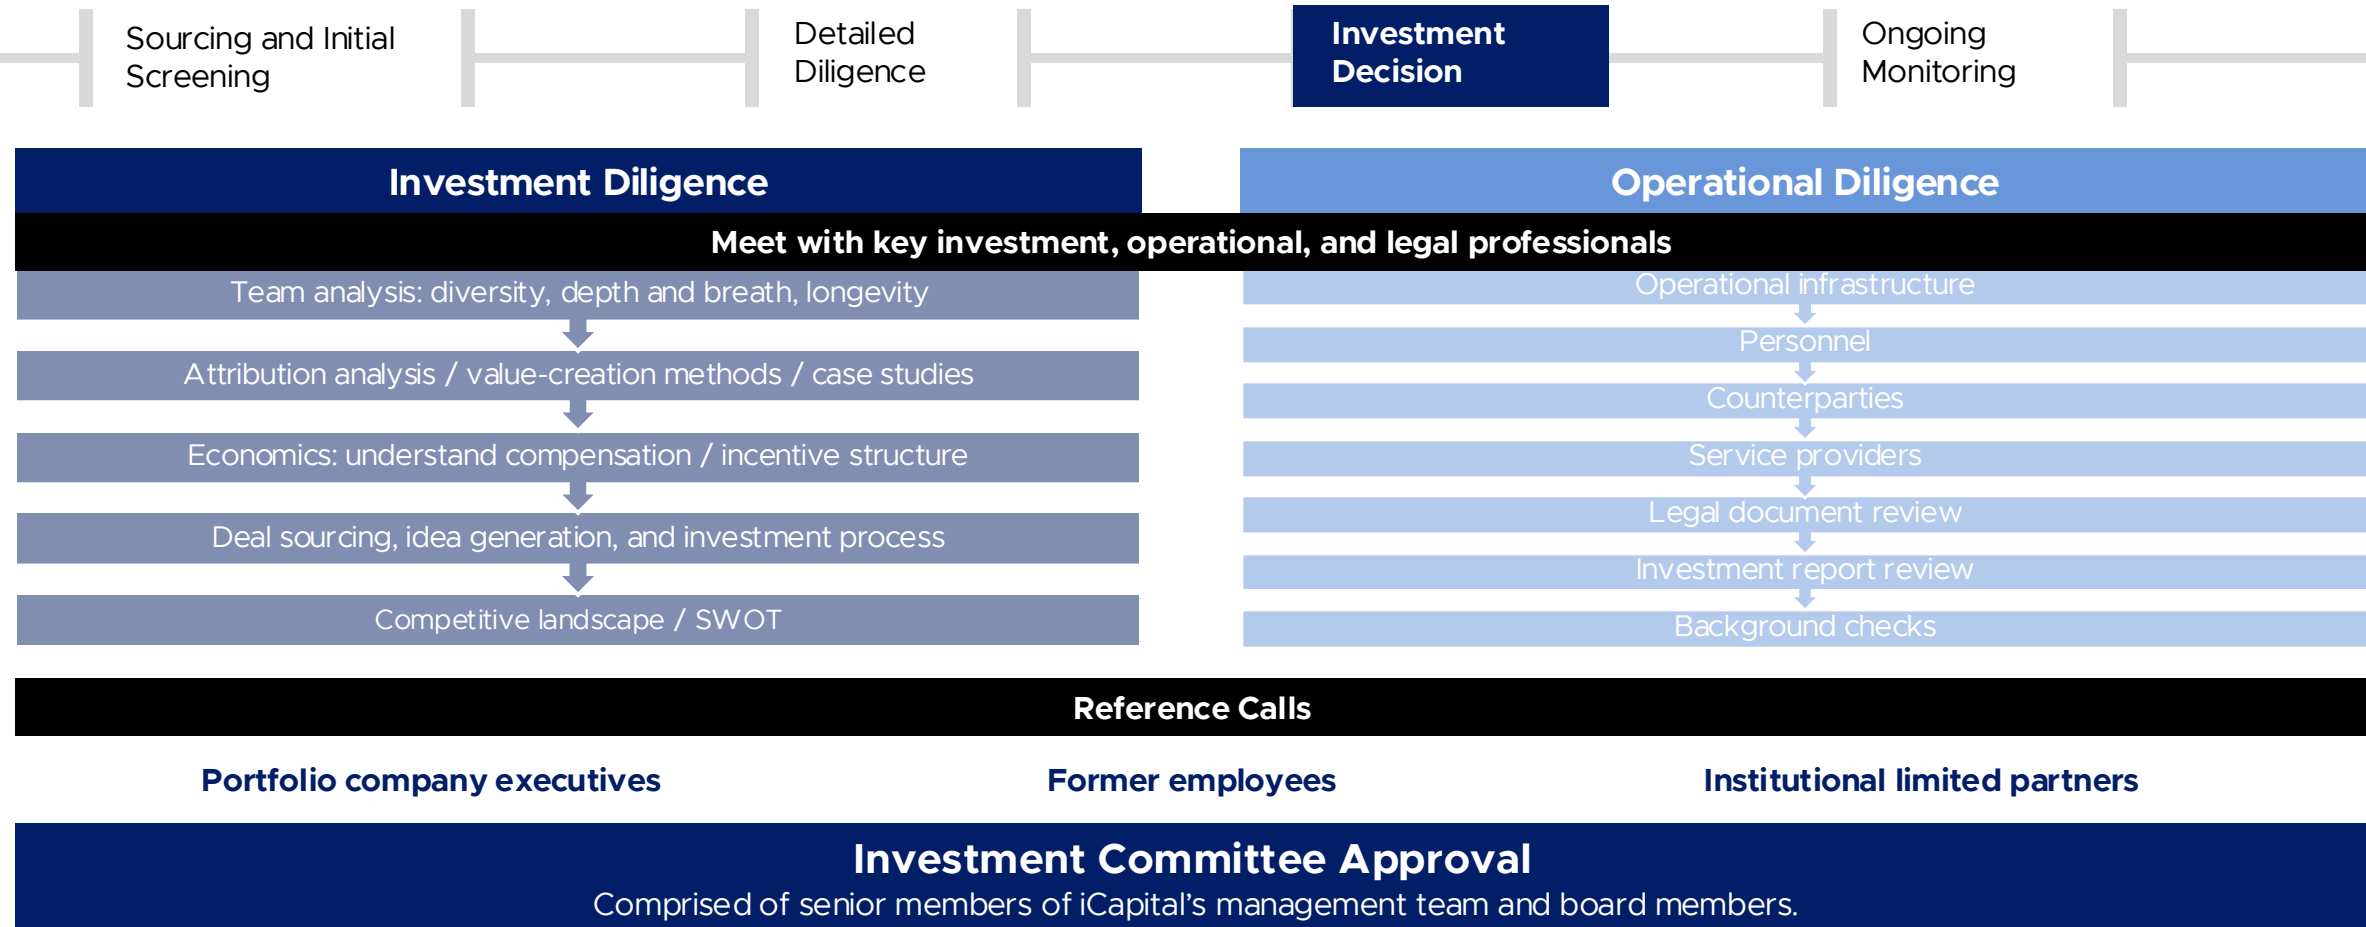 Sourcing and Initial
Screening
Detailed
Diligence
Investment
Decision
Ongoing
Monitoring
Investment Diligence
Operational Diligence
Meet with key investment, operational, and legal professionals
Team analysis: diversity, depth and breath, longevity
Attribution analysis / value-creation methods / case studies
Economics: understand compensation / incentive structure
Deal sourcing, idea generation, and investment process
Competitive landscape / SWOT
Operational infrastructure
Personnel
Counterparties
Service providers
Legal document review
Investment report review
Background checks
Reference Calls
Portfolio company executives
Former employees
Institutional limited partners
Investment Committee Approval
Comprised of senior members of iCapital’s management team and board members.